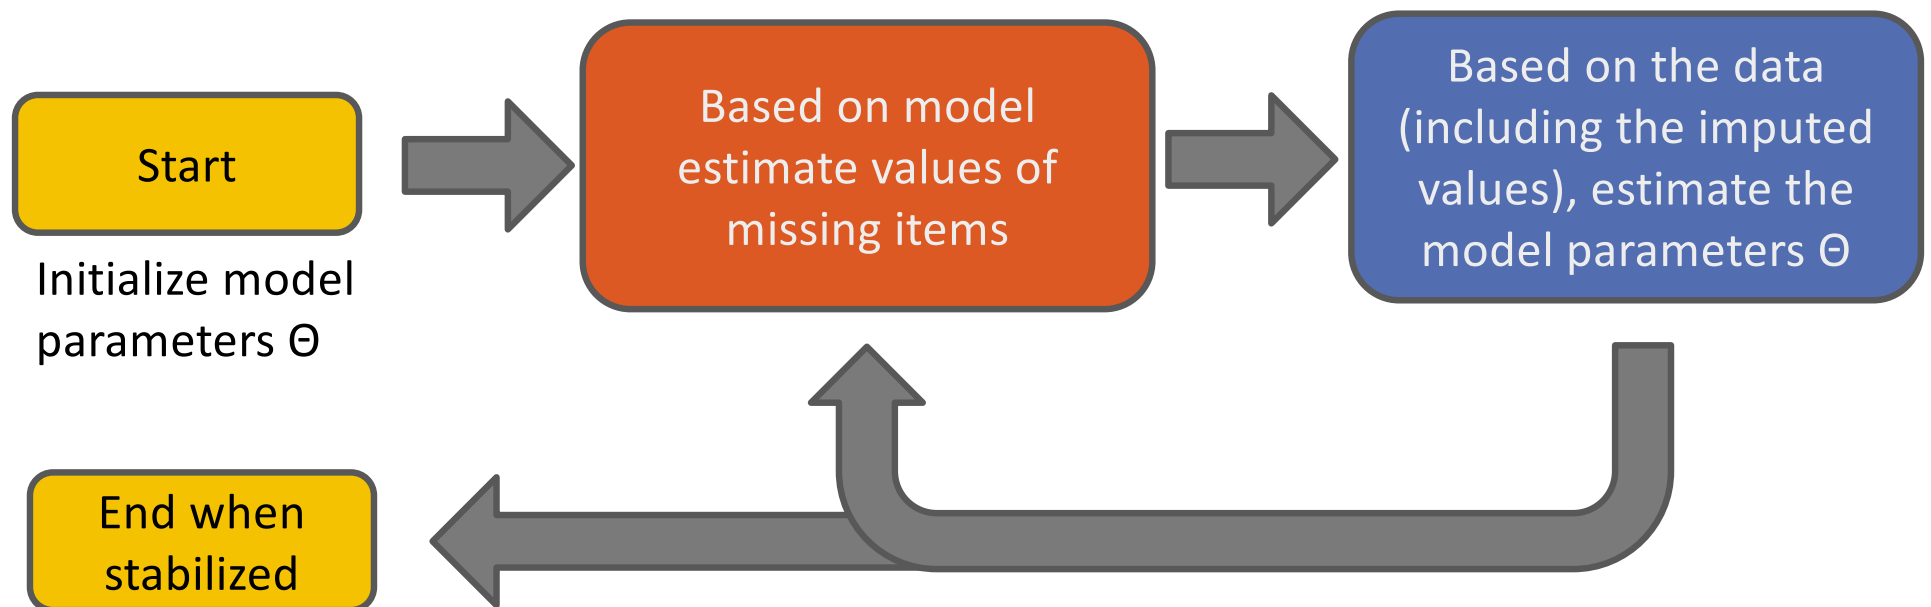 Start
Initialize model
parameters Θ
Based on model
estimate values of
missing items
Based on the data
(including the imputed
values), estimate the
model parameters Θ
End when
stabilized